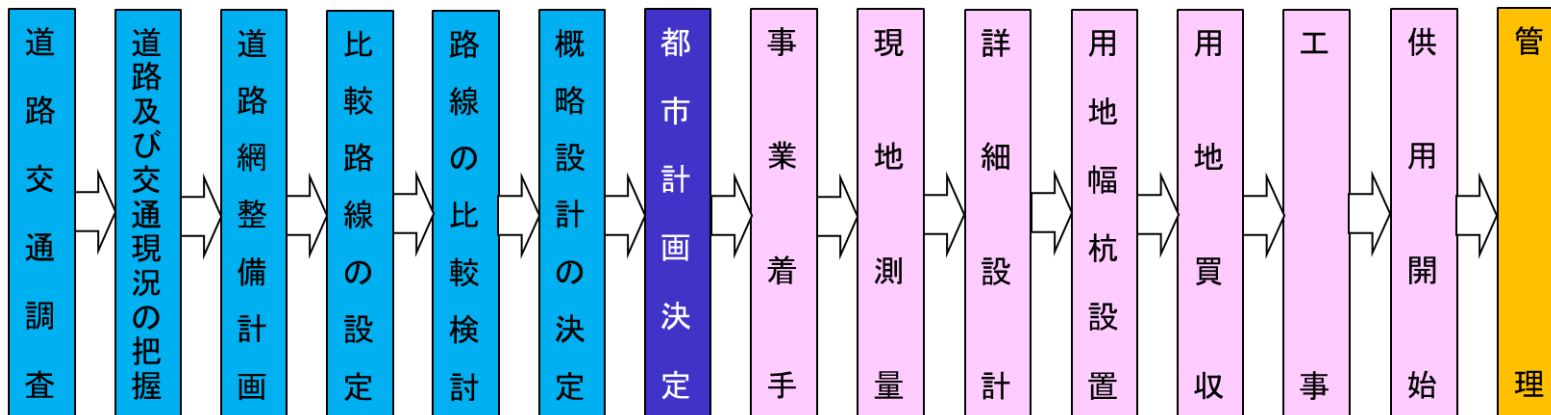 道路交通調査
道路及び交通現況の把握
道路網整備計画
比較路線の設定
路線の比較検討
概略設計の決定
都市計画決定
事業着手
現地測量
詳細設計
用地幅杭設置
用地買収
工事
供用開始
管理